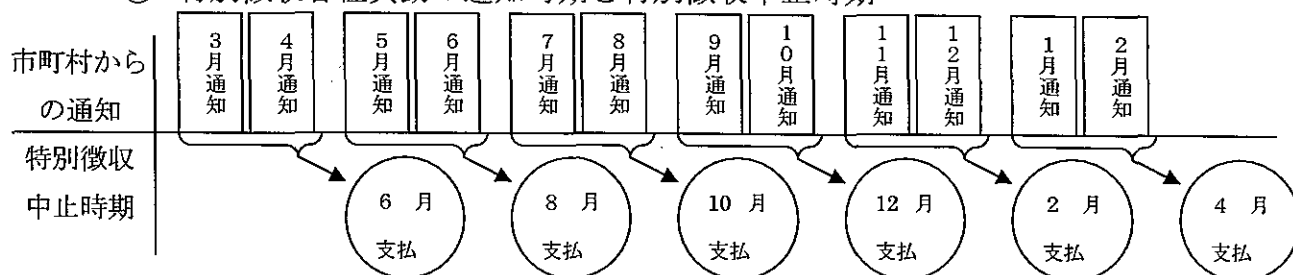 3月通知 4月通知 5月通知 6月通知 7月通知 8月通知 9月通知 10月通知 11月通知 12月通知 1月通知 2月通知
市町村から
の通知
特別徴収
中止時期
6 月
支払
8 月
支払
10 月
支払
12 月
支払
2 月
支払
4 月
支払